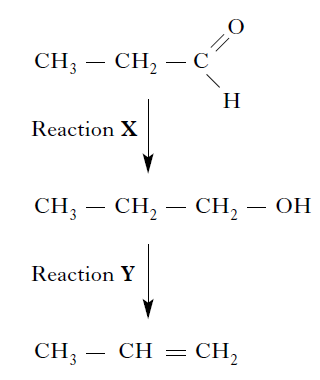 O
CH₃ — CH₂ — C
H
Reaction X
CH₃ — CH₂ — CH₂ — OH
Reaction Y
CH₃ — CH = CH₂